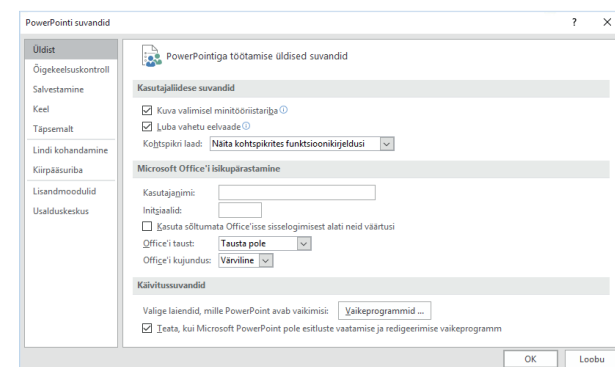 PowerPointi suvandid
Üldist
Õigekeelsuskontroll
Salvestamine
Keel
Täpsemalt
Lindi kohandamine
Kiirpääsuriba
Lisandmoodulid
Usalduskeskus
PowerPointiga töötamise üldised suvandid
Kasutajaliidese suvandid
Kuva valimisel minitööriistariba
Luba vahetu eelvaade
Kohtspikri laad: Näita kohtspikrites funktsioonikirjeldusi
Microsoft Office'i isikupärastamine
Kasutajanimi:
Initsiaalid:
Kasuta sõltumata Office'isse sisselogimisest alati neid väärtusi
Office'i taust: Tausta pole
Office'i kujundus: Värviline
Käivitussuvandid
Valige laiendid, mille PowerPoint avab vaikimisi: Vaikeprogrammid ...
Teata, kui Microsoft PowerPoint pole esitluste vaatamise ja redigeerimise vaikeprogramm
OK Loobu